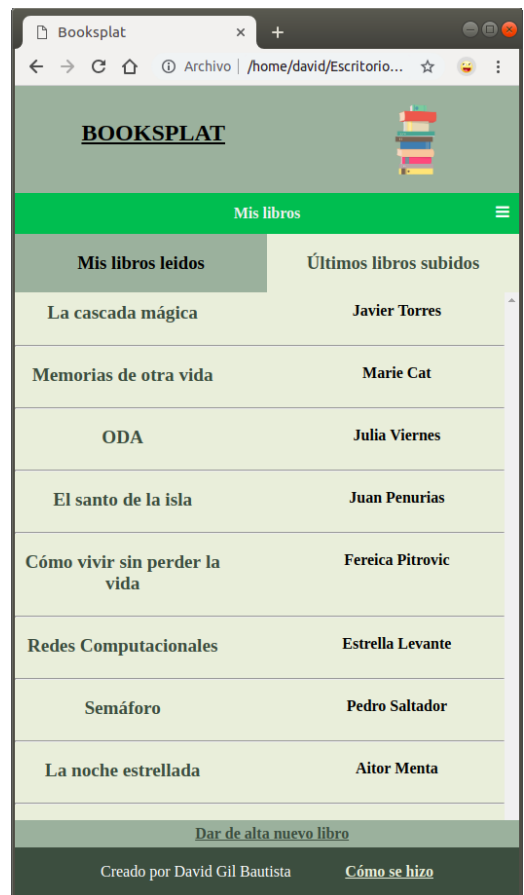 Booksplat
Archivo | /home/david/Escritorio...
BOOKSPLAT
Mis libros
Mis libros leidos Últimos libros subidos
La cascada mágica Javier Torres
Memorias de otra vida Marie Cat
ODA Julia Viernes
El santo de la isla Juan Penurias
Cómo vivir sin perder la Fereica Pitrovic
vida
Redes Computacionales Estrella Levante
Semáforo Pedro Saltador
La noche estrellada Aitor Menta
Dar de alta nuevo libro
Creado por David Gil Bautista Cómo se hizo